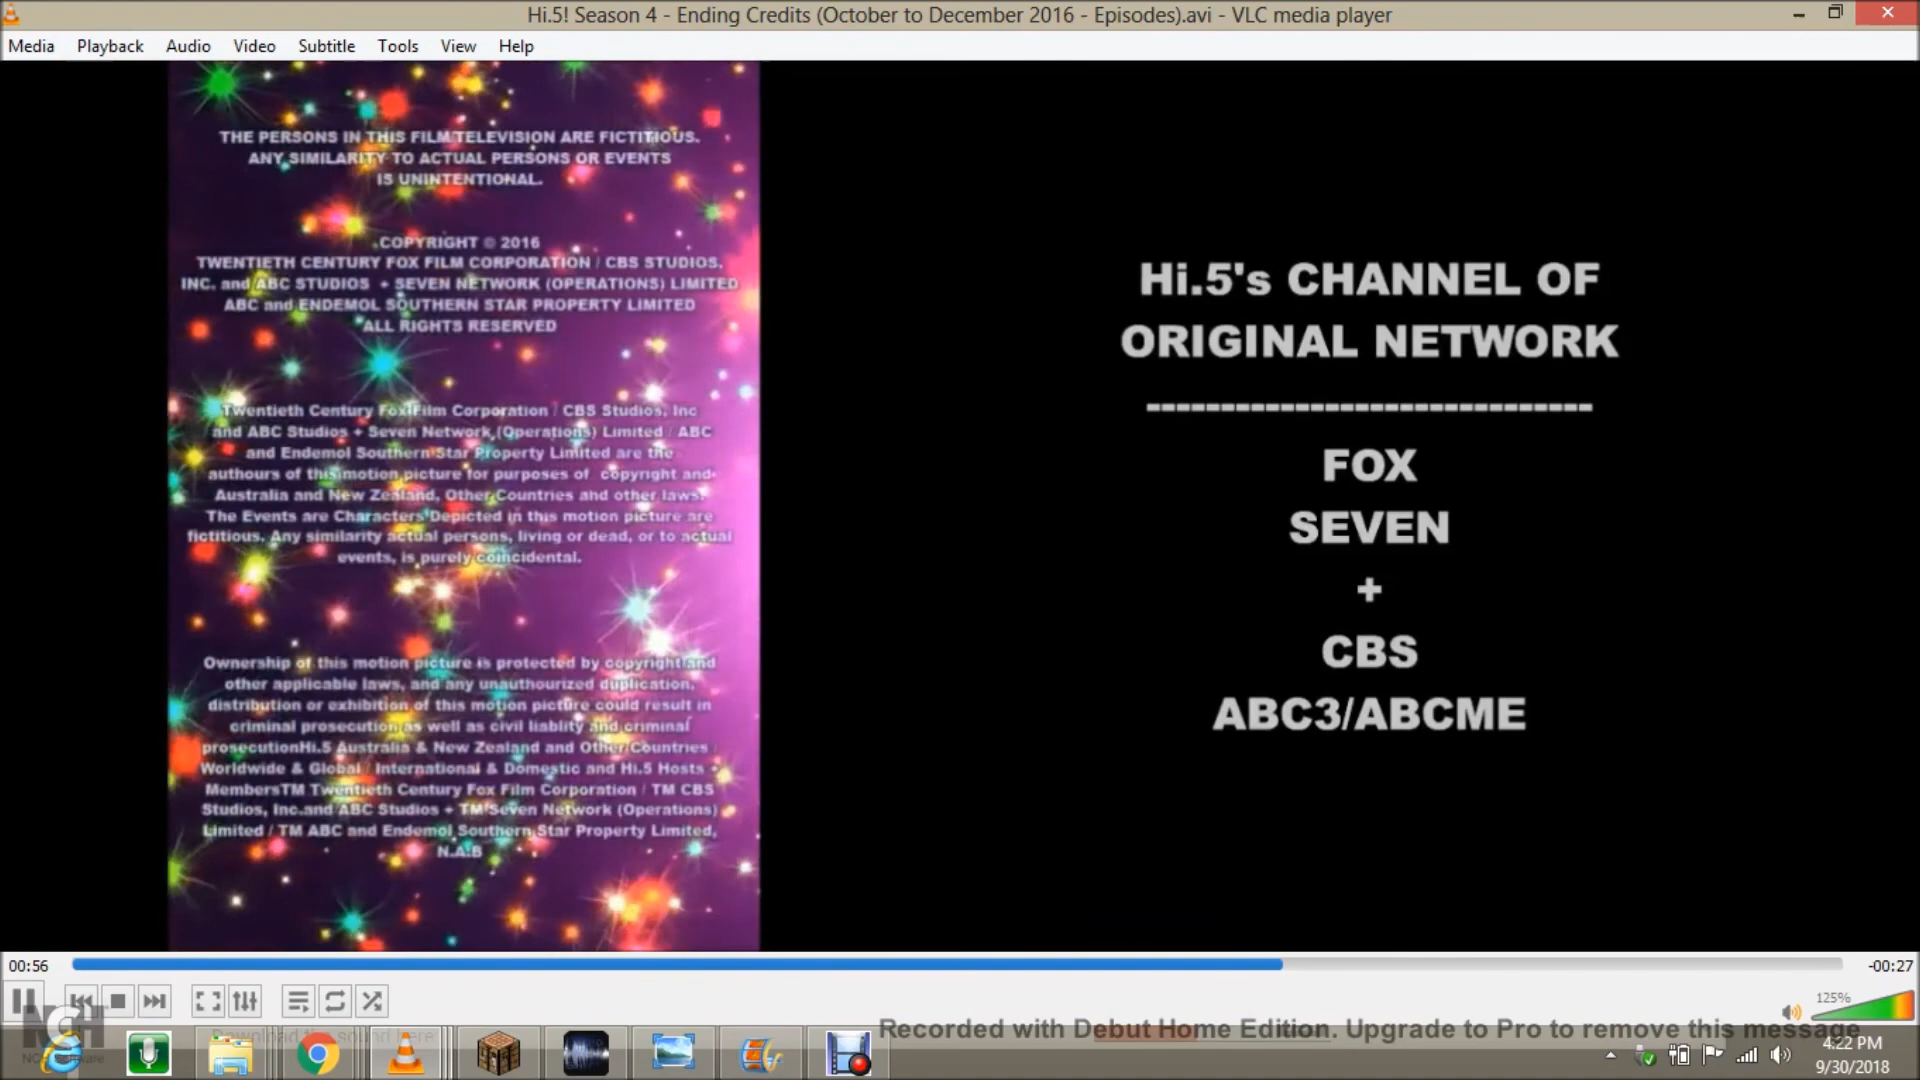 Hi.5! Season 4 - Ending Credits (October to December 2016 - Episodes).avi - VLC media player
Media Playback Audio Video Subtitle Tools View Help
THE PERSONS IN THIS FILM/TELEVISION ARE FICTITIOUS.
ANY SIMILARITY TO ACTUAL PERSONS OR EVENTS
IS UNINTENTIONAL.
COPYRIGHT © 2016
TWENTIETH CENTURY FOX FILM CORPORATION / CBS STUDIOS,
INC. and ABC STUDIOS + SEVEN NETWORK (OPERATIONS) LIMITED
ABC and ENDEMOL SOUTHERN STAR PROPERTY LIMITED
ALL RIGHTS RESERVED
Twentieth Century Fox Film Corporation / CBS Studios, Inc
and ABC Studios + Seven Network (Operations) Limited / ABC
and Endemol Southern Star Property Limited are the
authours of this motion picture for purposes of copyright and
Australia and New Zealand, Other Countries and other laws.
The Events are Characters Depicted in this motion picture are
fictitious. Any similarity actual persons, living or dead, or to actual
events, is purely coincidental.
Ownership of this motion picture is protected by copyright and
other applicable laws, and any unauthourized duplication,
distribution or exhibition of this motion picture could result in
criminal prosecution as well as civil liablity and criminal
prosecutionHi.5 Australia & New Zealand and Other Countries /
Worldwide & Global / International & Domestic and Hi.5 Hosts +
MembersTM Twentieth Century Fox Film Corporation / TM CBS
Studios, Inc.and ABC Studios + TM Seven Network (Operations)
Limited / TM ABC and Endemol Southern Star Property Limited,
N.A.B
Hi.5's CHANNEL OF
ORIGINAL NETWORK
------------------------------
FOX
SEVEN
+
CBS
ABC3/ABCME
00:56
-00:27
125%
NCH
NCH Software
Download the sound here
Recorded with Debut Home Edition. Upgrade to Pro to remove this message
4:22 PM
9/30/2018